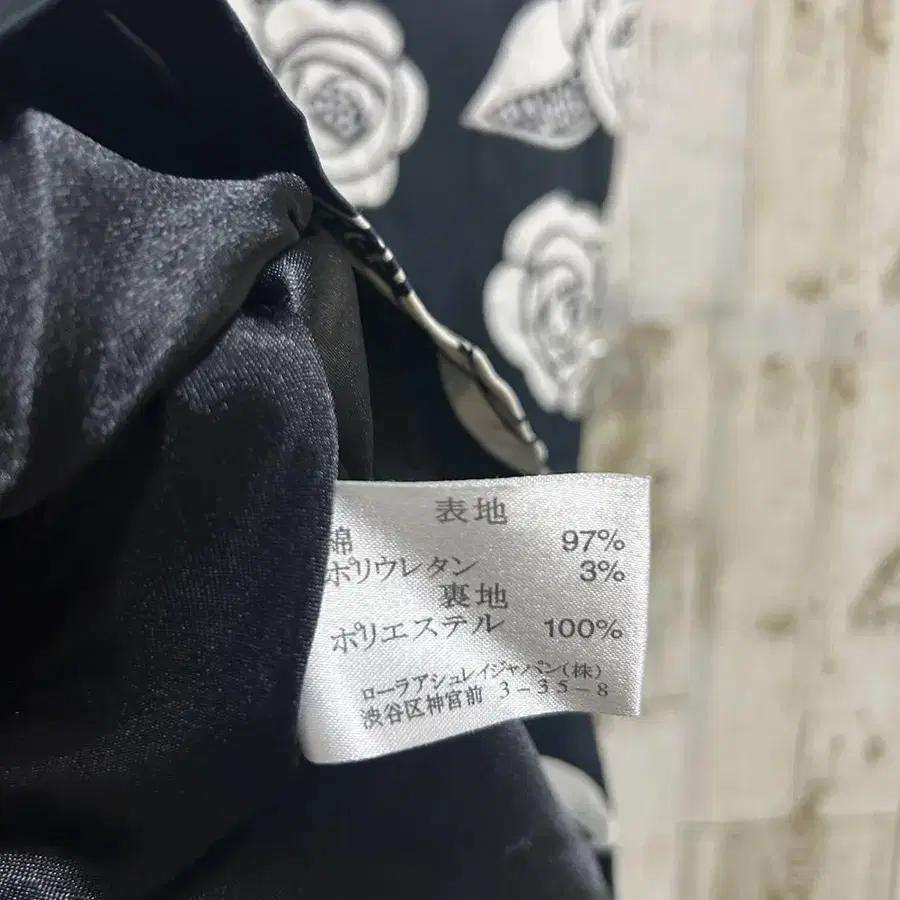 表地
綿 97%
ポリウレタン 3%
裏地
ポリエステル 100%
ローラアシュレイジャパン(株)
渋谷区神宮前 3-35-8